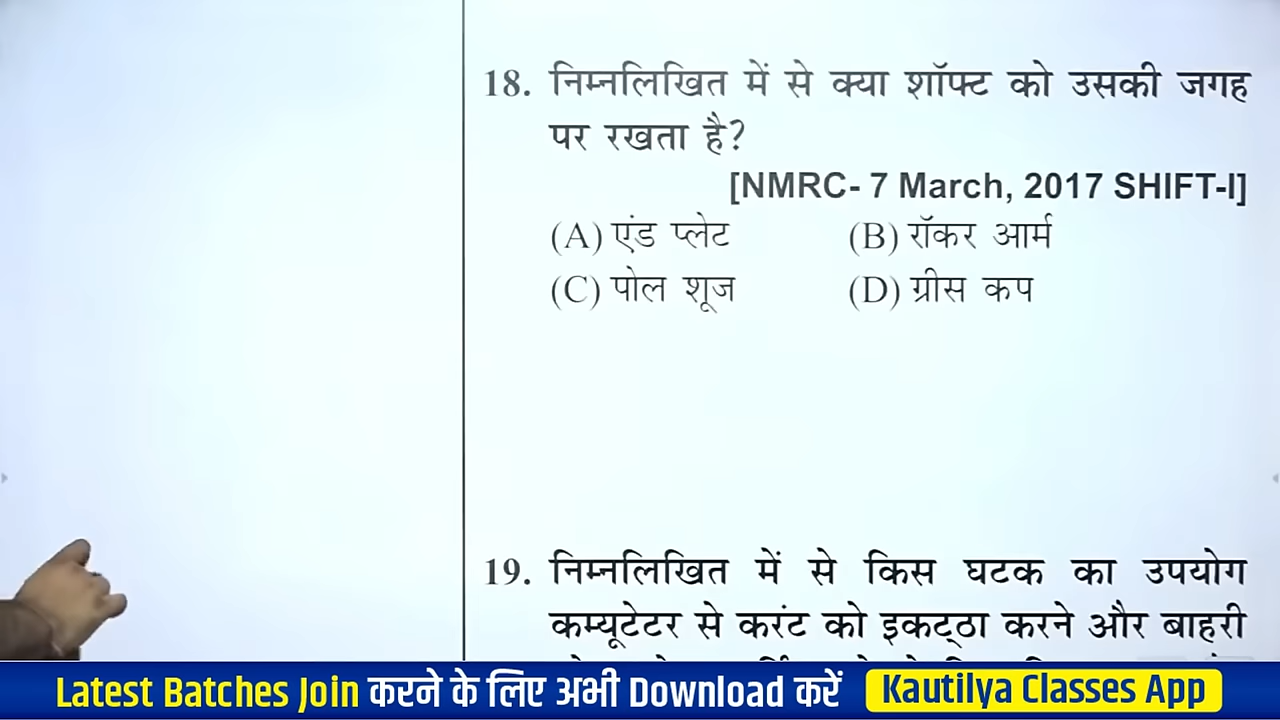 18. निम्नलिखित में से क्या शॉफ्ट को उसकी जगह
पर रखता है?
[NMRC- 7 March, 2017 SHIFT-I]
(A) एंड प्लेट (B) रॉकर आर्म
(C) पोल शूज (D) ग्रीस कप
19. निम्नलिखित में से किस घटक का उपयोग
कम्यूटेटर से करंट को इकट्ठा करने और बाहरी
Latest Batches Join करने के लिए अभी Download करें Kautilya Classes App